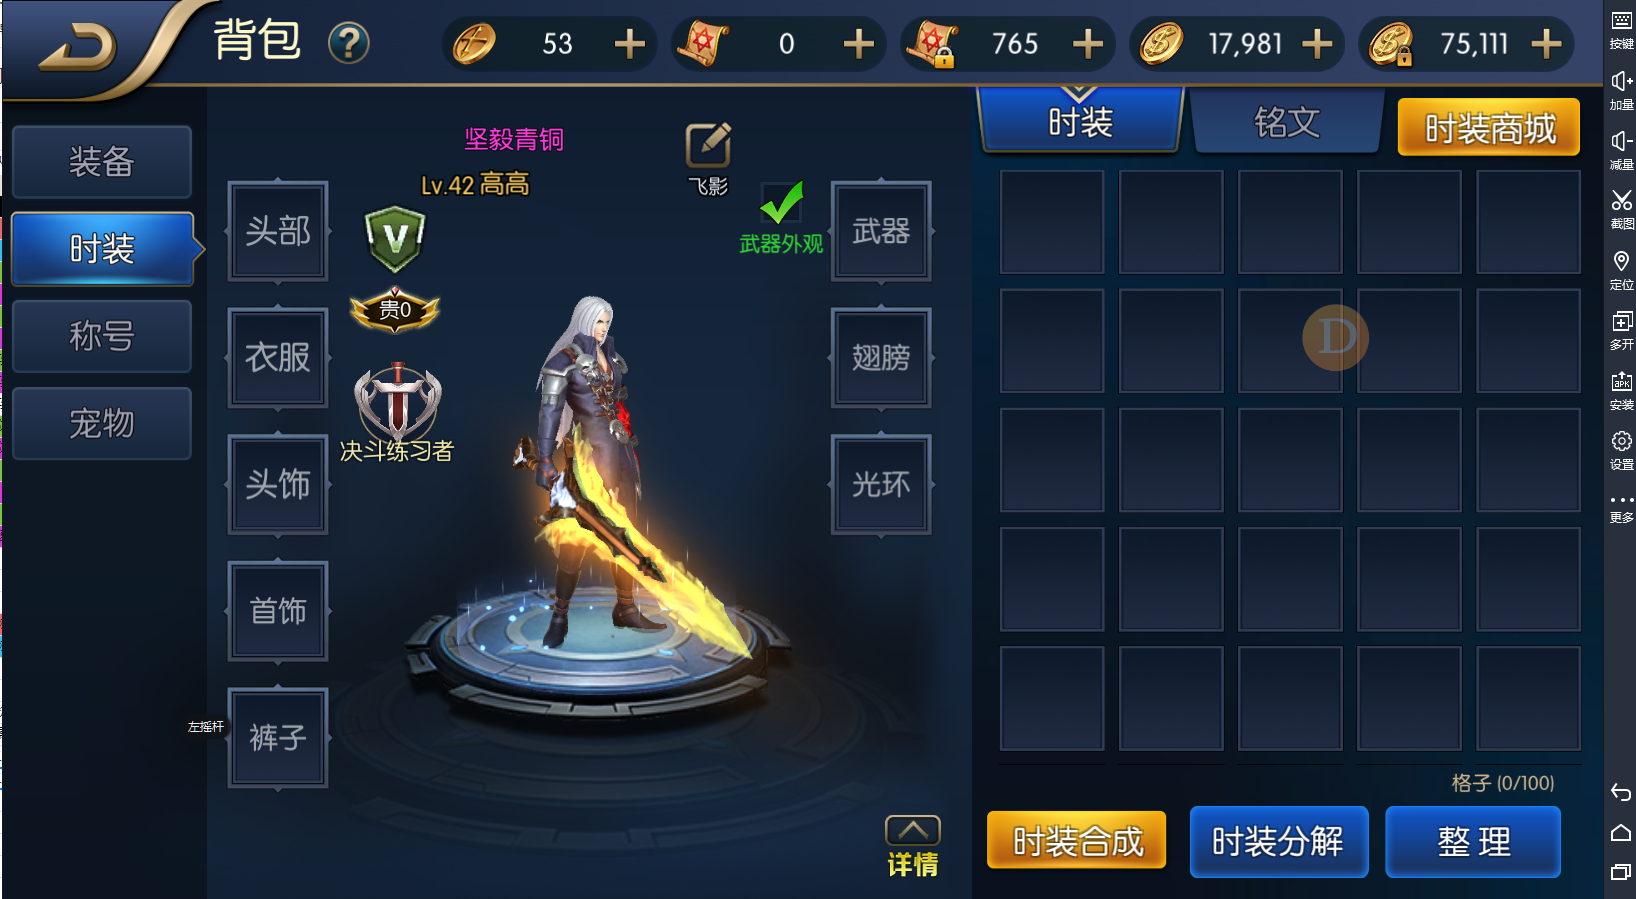 背包
?
53
0
765
17,981
75,111
装备
时装
称号
宠物
坚毅青铜
Lv.42 高高
飞影
武器外观
V
贵0
决斗练习者
头部
衣服
头饰
首饰
裤子
左摇杆
武器
翅膀
光环
详情
时装
铭文
时装商城
D
格子 (0/100)
时装合成
时装分解
整 理
按键
加量
减量
截图
定位
多开
APK
安装
设置
更多